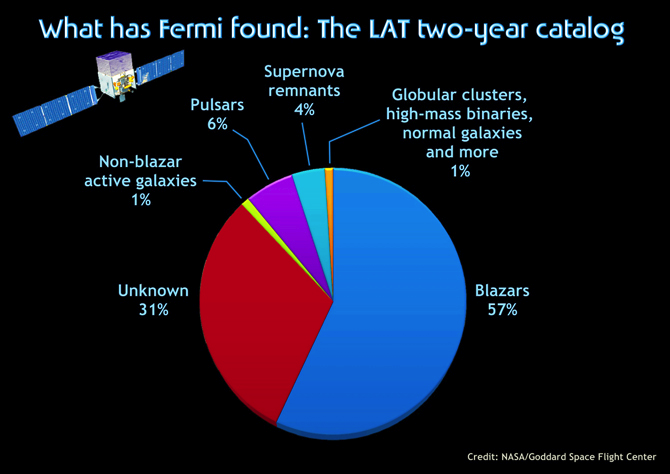 What has Fermi found: The LAT two-year catalog
Supernova
remnants
4%
Globular clusters,
high-mass binaries,
normal galaxies
and more
1%
Pulsars
6%
Non-blazar
active galaxies
1%
Unknown
31%
Blazars
57%
Credit: NASA/Goddard Space Flight Center